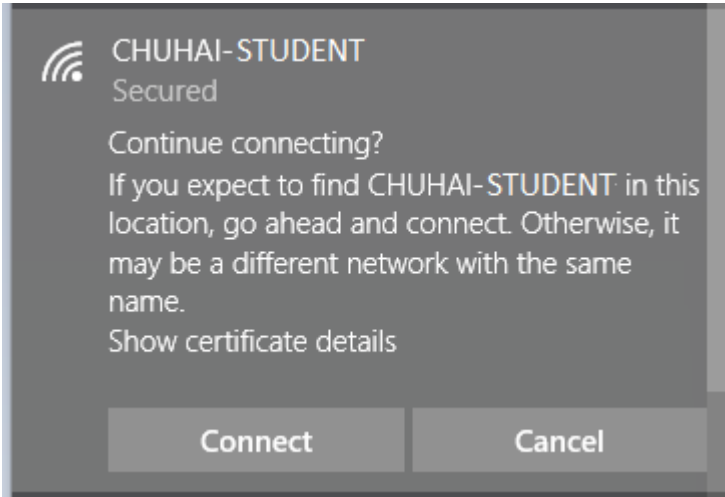 CHUHAI-STUDENT
Secured
Continue connecting?
If you expect to find CHUHAI-STUDENT in this
location, go ahead and connect. Otherwise, it
may be a different network with the same
name.
Show certificate details
Connect
Cancel